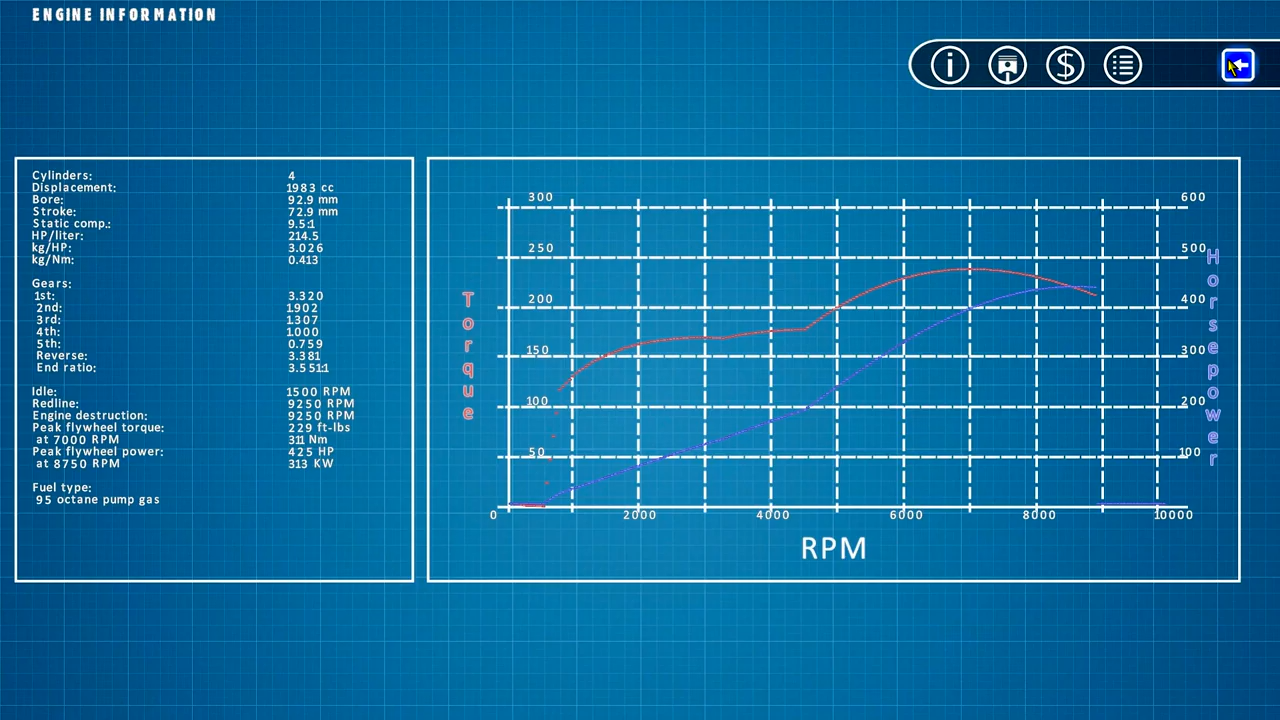 ENGINE INFORMATION
Cylinders: 4
Displacement: 1983 cc
Bore: 92.9 mm
Stroke: 72.9 mm
Static comp.: 9.5:1
HP/liter: 214.5
kg/HP: 3.026
kg/Nm: 0.413
Gears:
1st: 3.320
2nd: 1.902
3rd: 1.307
4th: 1.000
5th: 0.759
Reverse: 3.381
End ratio: 3.551:1
Idle: 1500 RPM
Redline: 9250 RPM
Engine destruction: 9250 RPM
Peak flywheel torque: 229 ft-lbs
at 7000 RPM 311 Nm
Peak flywheel power: 425 HP
at 8750 RPM 313 KW
Fuel type:
95 octane pump gas
Torque
300
250
200
150
100
50
600
500
400
300
200
100
Horsepower
0 2000 4000 6000 8000 10000
RPM